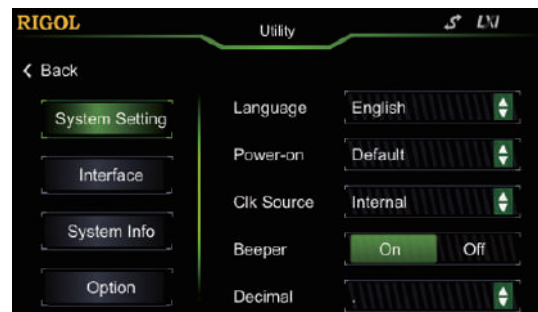 RIGOL
Utility
LXI
Back
System Setting
Interface
System Info
Option
Language English
Power-on Default
Clk Source Internal
Beeper On Off
Decimal .